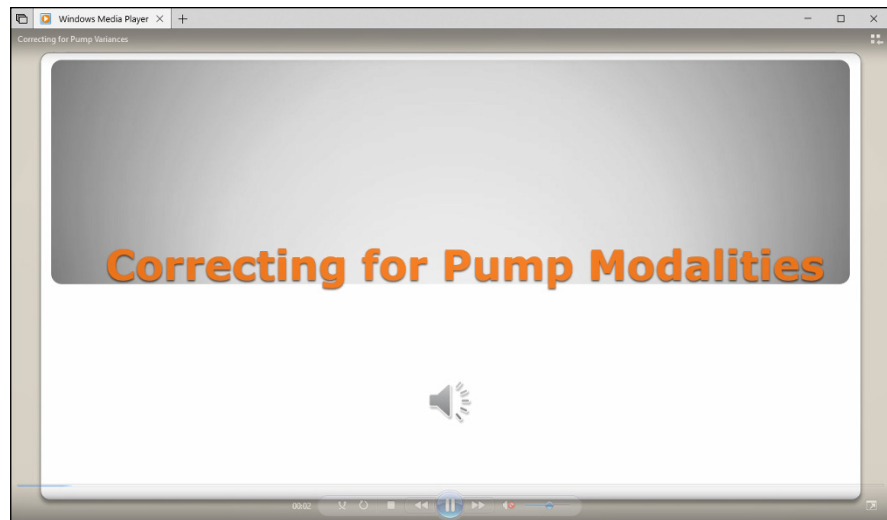 Windows Media Player
Correcting for Pump Variances
Correcting for Pump Modalities
00:02